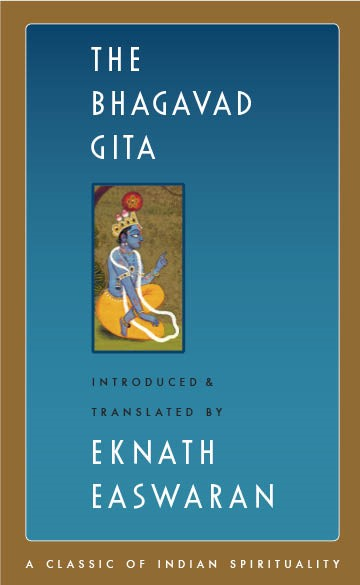 THE
BHAGAVAD
GITA
INTRODUCED &
TRANSLATED BY
EKNATH
EASWARAN
A CLASSIC OF INDIAN SPIRITUALITY